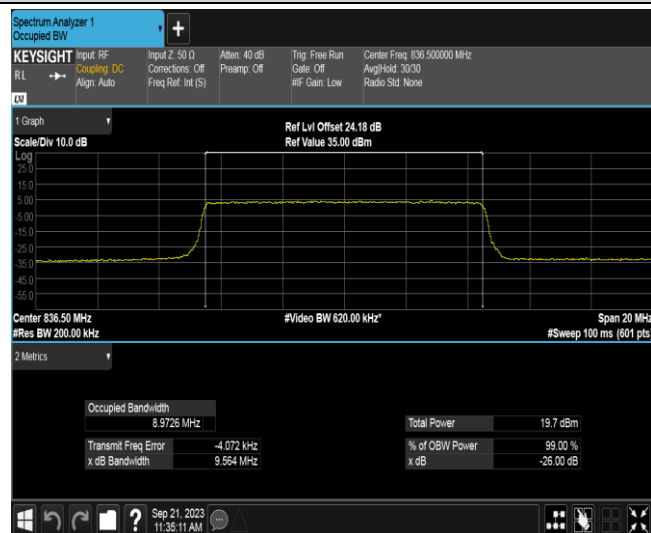 Spectrum Analyzer 1
Occupied BW
KEYSIGHT
RL
LXI
Input: RF
Coupling: DC
Align: Auto
Input Z: 50 Ω
Corrections: Off
Freq Ref: Int (S)
Atten: 40 dB
Preamp: Off
Trig: Free Run
Gate: Off
#IF Gain: Low
Center Freq: 836.500000 MHz
Avg|Hold: 30/30
Radio Std: None
1 Graph
Scale/Div 10.0 dB
Ref Lvl Offset 24.18 dB
Ref Value 35.00 dBm
Log
25.0
15.0
5.00
-5.00
-15.0
-25.0
-35.0
-45.0
-55.0
Center 836.50 MHz
#Res BW 200.00 kHz
#Video BW 620.00 kHz*
Span 20 MHz
#Sweep 100 ms (601 pts)
2 Metrics
Occupied Bandwidth
8.9726 MHz
Transmit Freq Error -4.072 kHz
x dB Bandwidth 9.564 MHz
Total Power 19.7 dBm
% of OBW Power 99.00 %
x dB -26.00 dB
?
Sep 21, 2023
11:35:11 AM